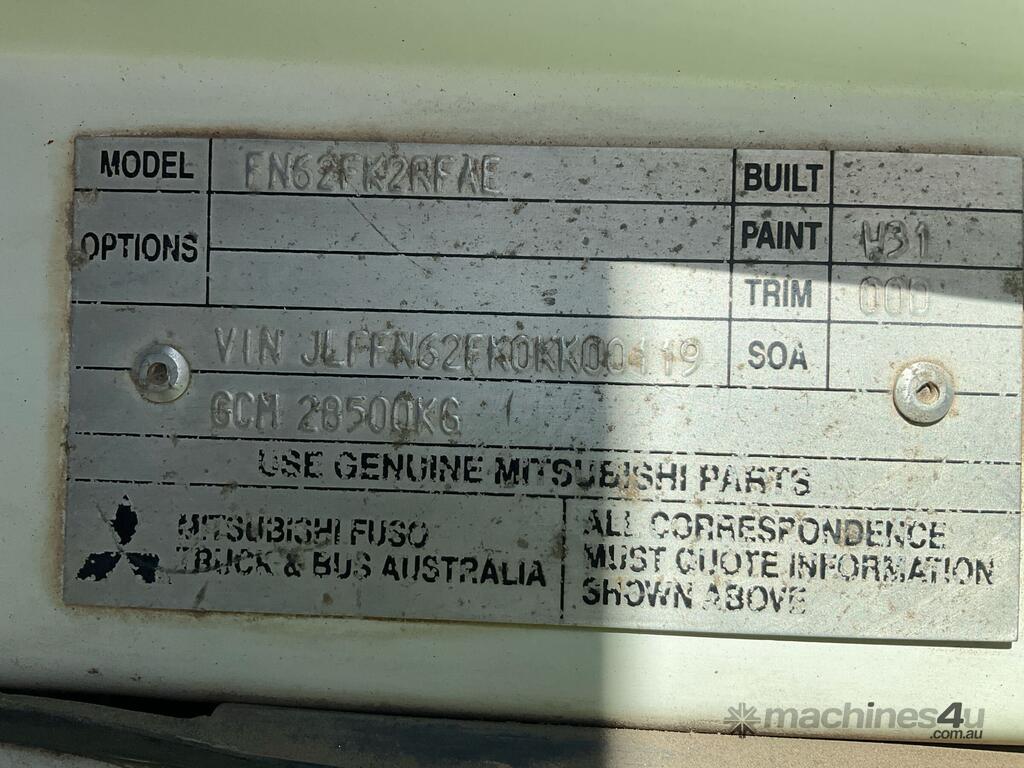 MODEL FN62FK2RFAE BUILT
OPTIONS PAINT W31
TRIM 00D
VIN JLFFN62FK0KK00419 SOA
GCM 28500KG
USE GENUINE MITSUBISHI PARTS
MITSUBISHI FUSO
TRUCK & BUS AUSTRALIA
ALL CORRESPONDENCE
MUST QUOTE INFORMATION
SHOWN ABOVE
machines4u
.com.au